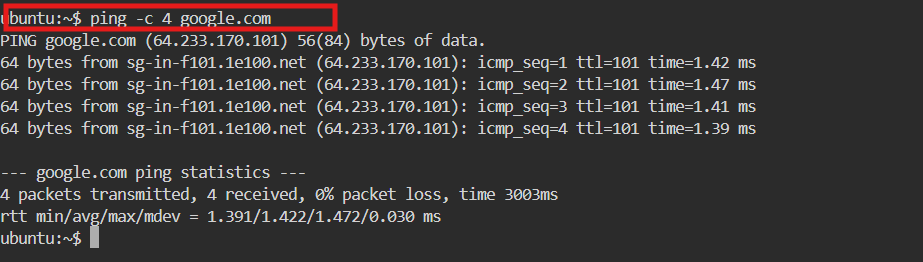 ubuntu:~$ ping -c 4 google.com
PING google.com (64.233.170.101) 56(84) bytes of data.
64 bytes from sg-in-f101.1e100.net (64.233.170.101): icmp_seq=1 ttl=101 time=1.42 ms
64 bytes from sg-in-f101.1e100.net (64.233.170.101): icmp_seq=2 ttl=101 time=1.47 ms
64 bytes from sg-in-f101.1e100.net (64.233.170.101): icmp_seq=3 ttl=101 time=1.41 ms
64 bytes from sg-in-f101.1e100.net (64.233.170.101): icmp_seq=4 ttl=101 time=1.39 ms
--- google.com ping statistics ---
4 packets transmitted, 4 received, 0% packet loss, time 3003ms
rtt min/avg/max/mdev = 1.391/1.422/1.472/0.030 ms
ubuntu:~$